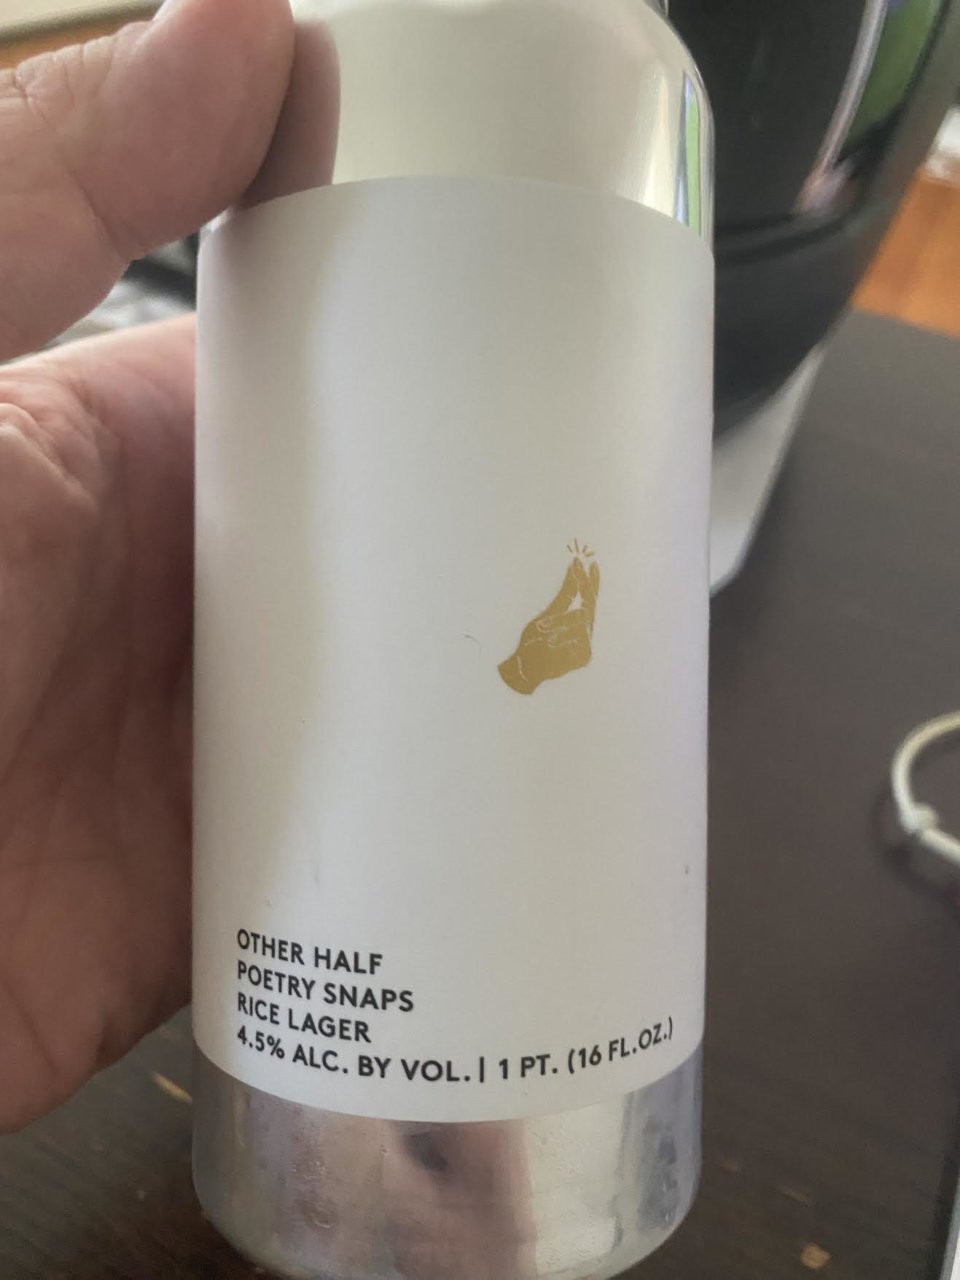 OTHER HALF
POETRY SNAPS
RICE LAGER
4.5% ALC. BY VOL. | 1 PT. (16 FL.OZ.)